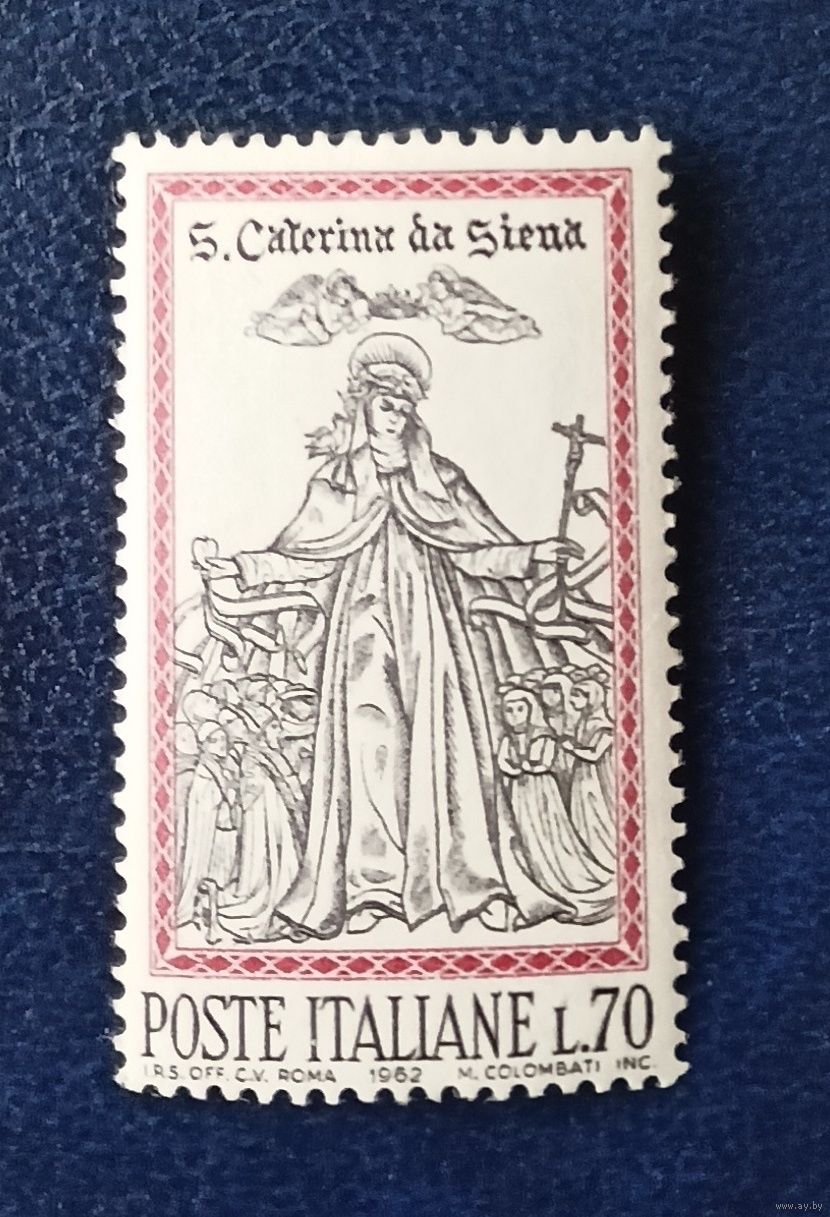 S. Caterina da Siena
POSTE ITALIANE L.70
I.P.S. OFF. C.V. ROMA 1962 M. COLOMBATI INC.
www.ay.by